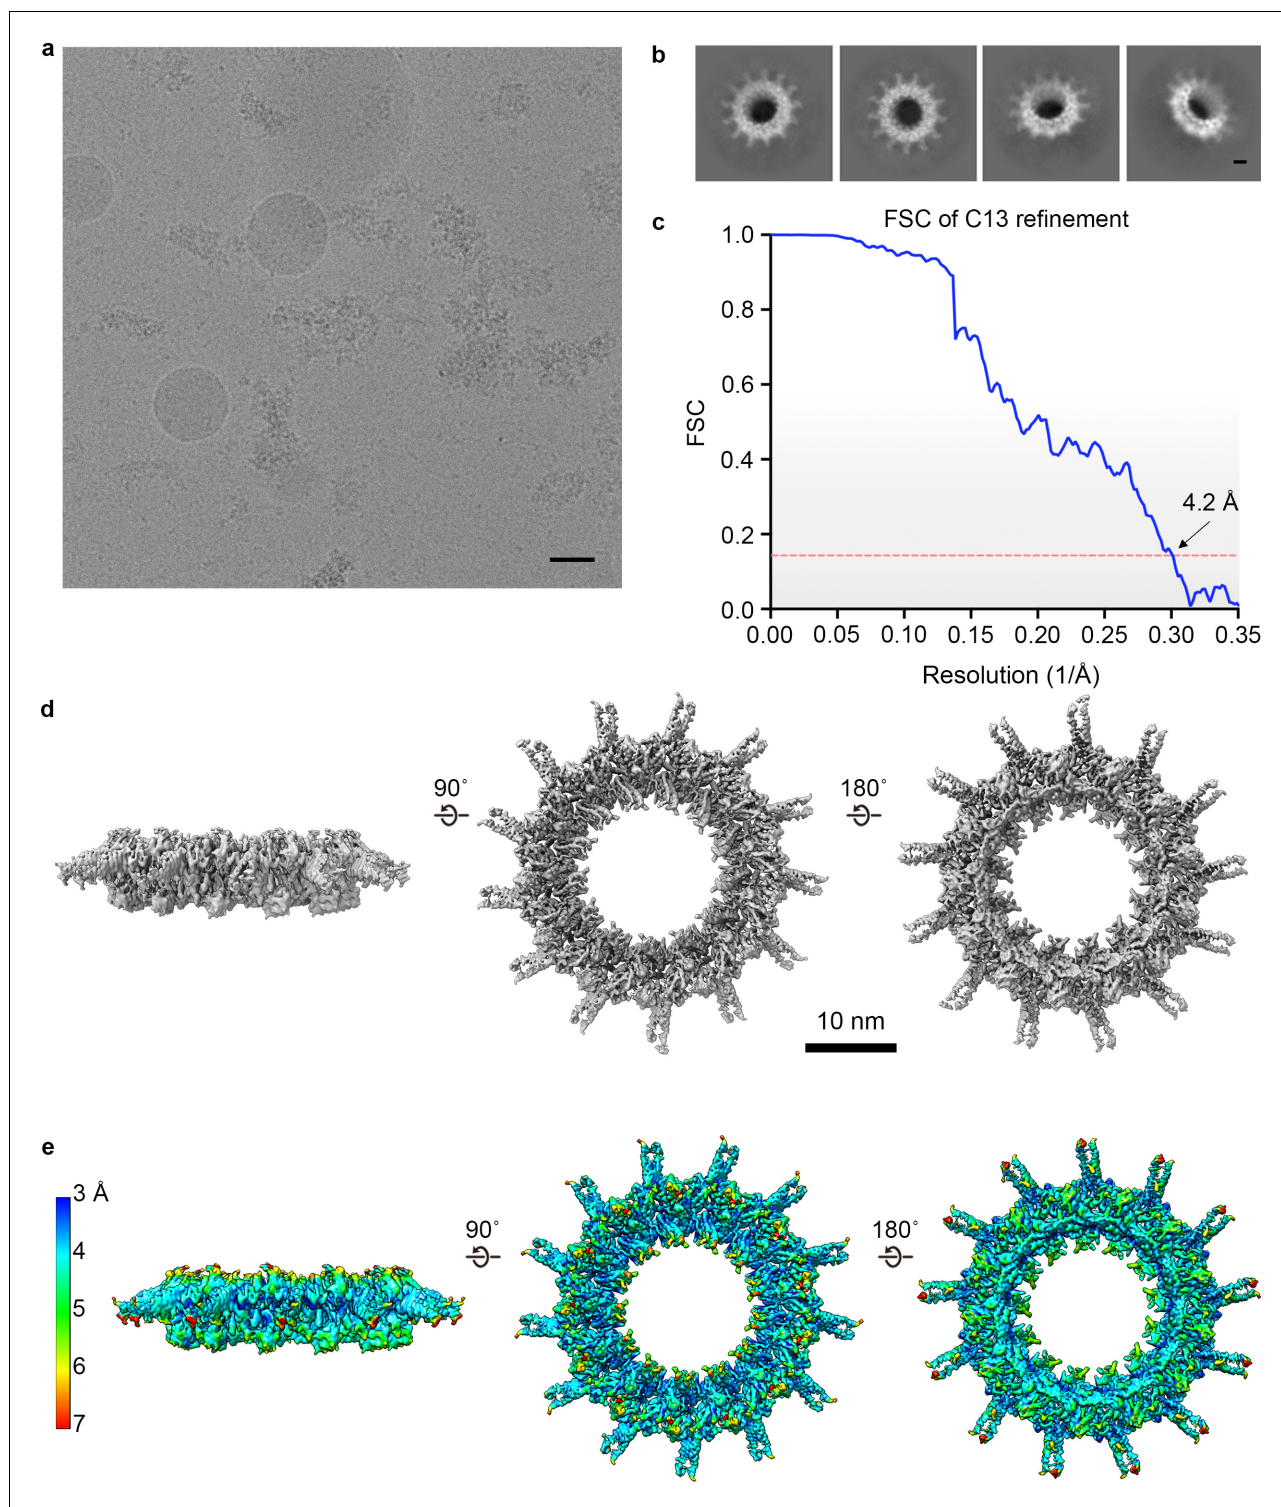 a
b
c
FSC of C13 refinement
1.0
0.8
0.6
0.4
0.2
0.0
FSC
4.2 Å
0.00 0.05 0.10 0.15 0.20 0.25 0.30 0.35
Resolution (1/Å)
d
90°
180°
10 nm
e
3 Å
4
5
6
7
90°
180°